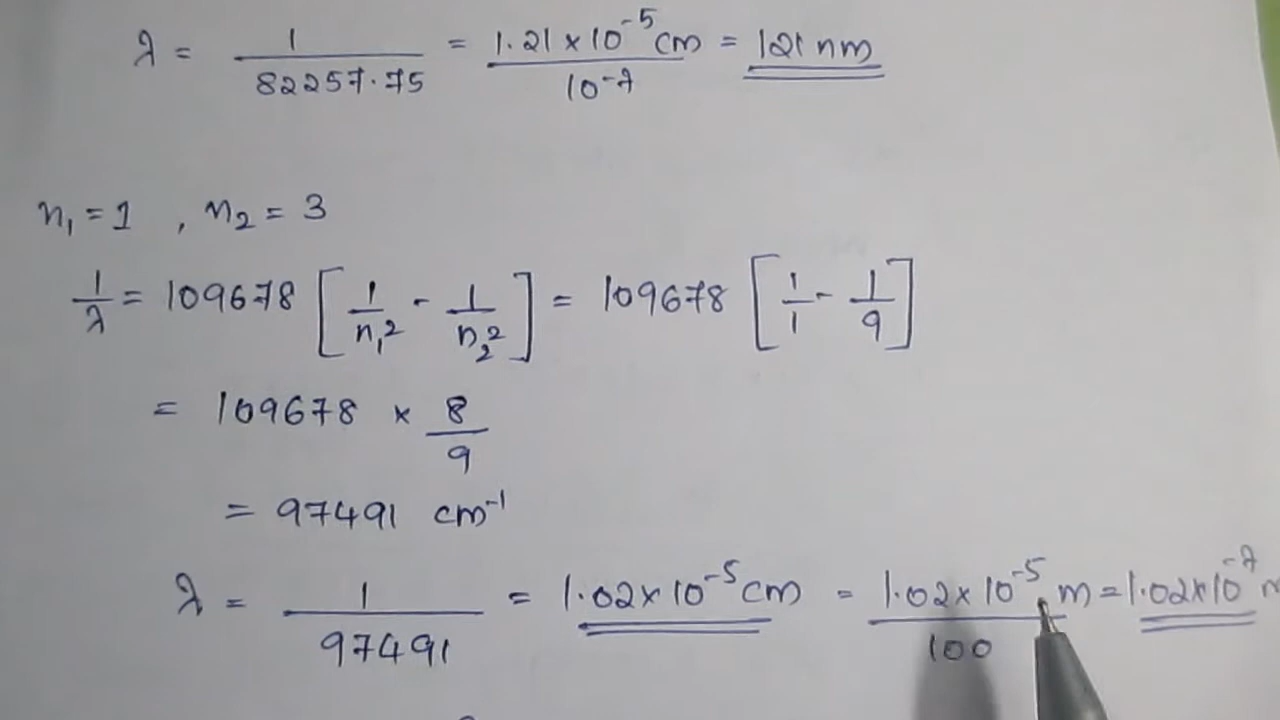 λ = 1/82257.75 = 1.21 × 10⁻⁵ cm/10⁻⁷ = 121 nm
n₁ = 1 , n₂ = 3
1/λ = 109678 [1/n₁² - 1/n₂²] = 109678 [1/1 - 1/9]
= 109678 × 8/9
= 97491 cm⁻¹
λ = 1/97491 = 1.02 × 10⁻⁵ cm = 1.02 × 10⁻⁵/100 m = 1.02 × 10⁻⁷